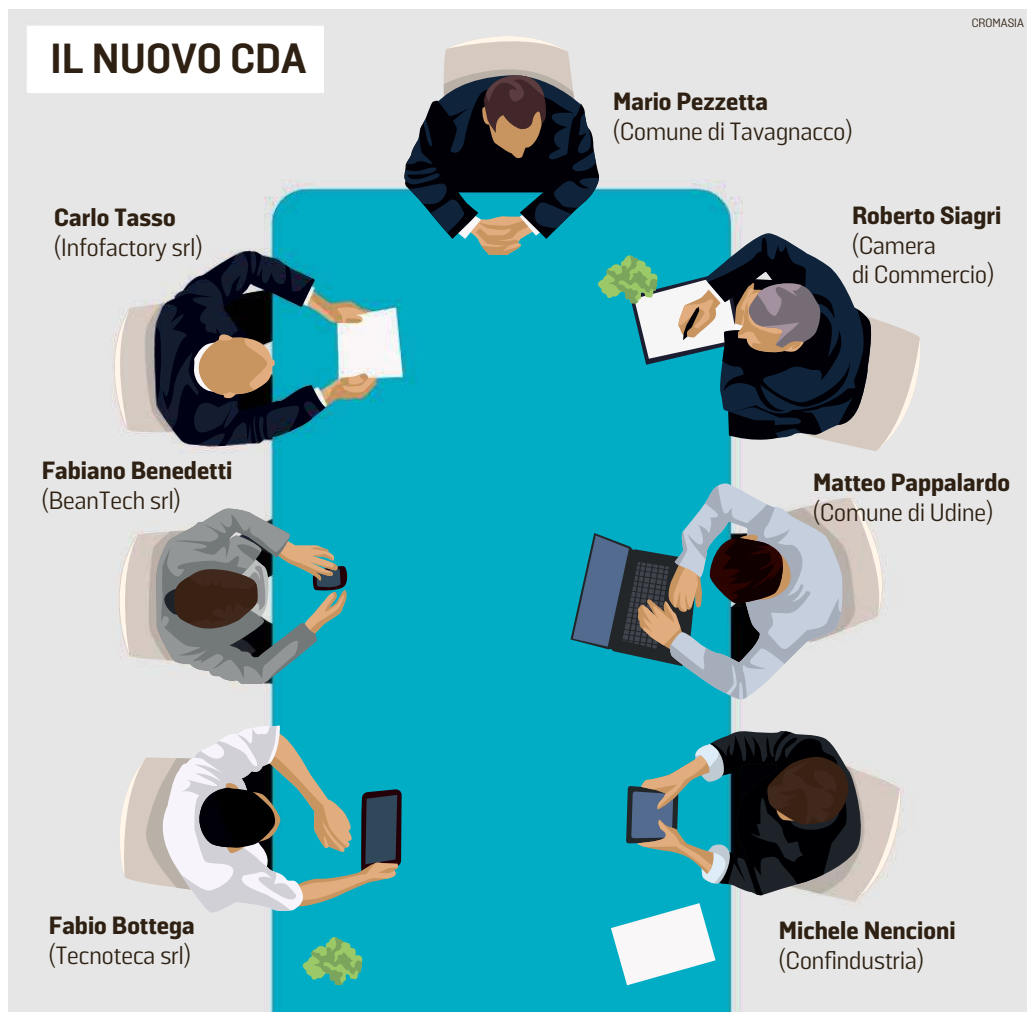 CROMASIA
IL NUOVO CDA
Mario Pezzetta
(Comune di Tavagnacco)
Carlo Tasso
(Infofactory srl)
Roberto Siagri
(Camera
di Commercio)
Fabiano Benedetti
(BeanTech srl)
Matteo Pappalardo
(Comune di Udine)
Fabio Bottega
(Tecnoteca srl)
Michele Nencioni
(Confindustria)